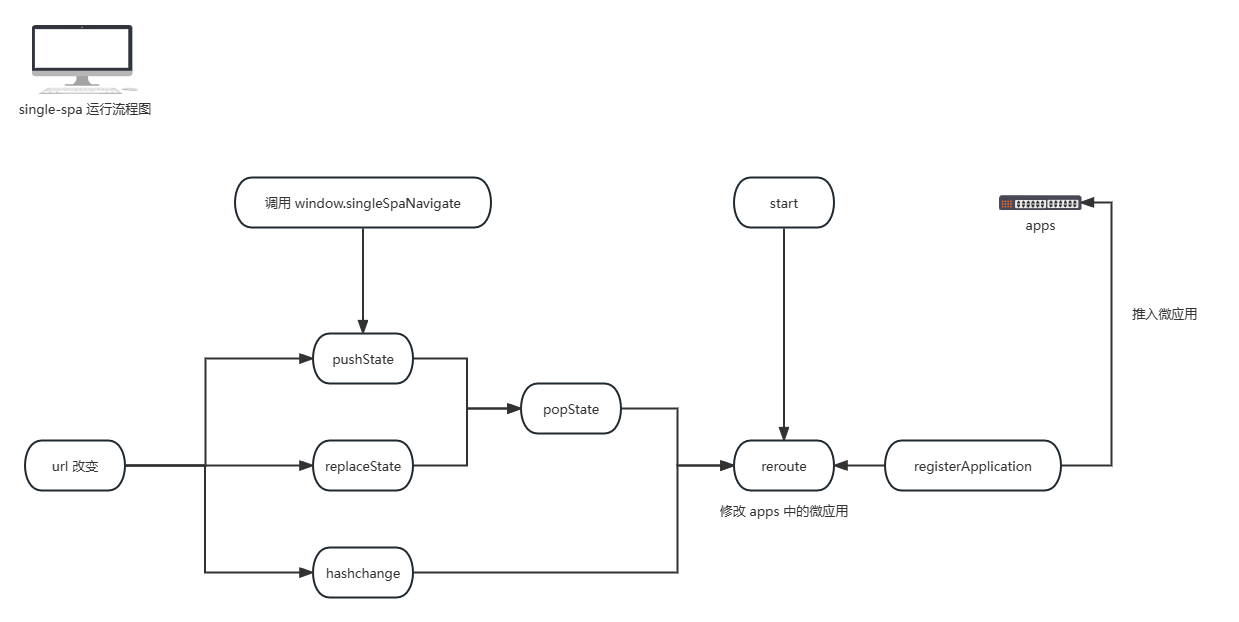 single-spa 运行流程图
调用 window.singleSpaNavigate
start
apps
推入微应用
pushState
popState
url 改变
replaceState
reroute
registerApplication
修改 apps 中的微应用
hashchange